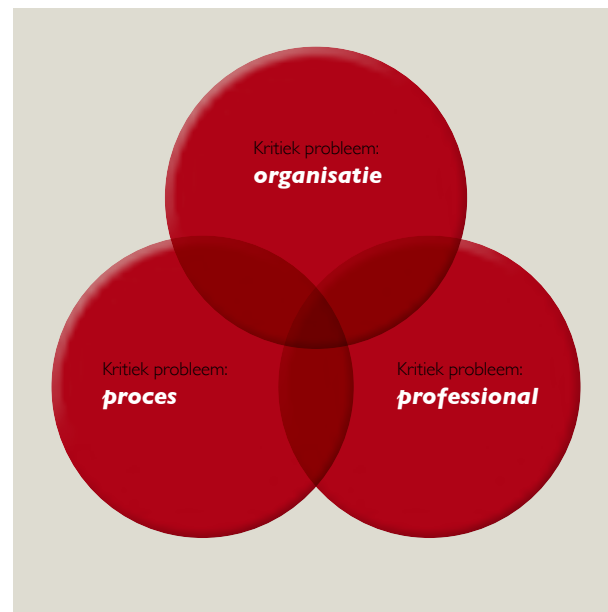 Kritiek probleem:
organisatie
Kritiek probleem:
proces
Kritiek probleem:
professional